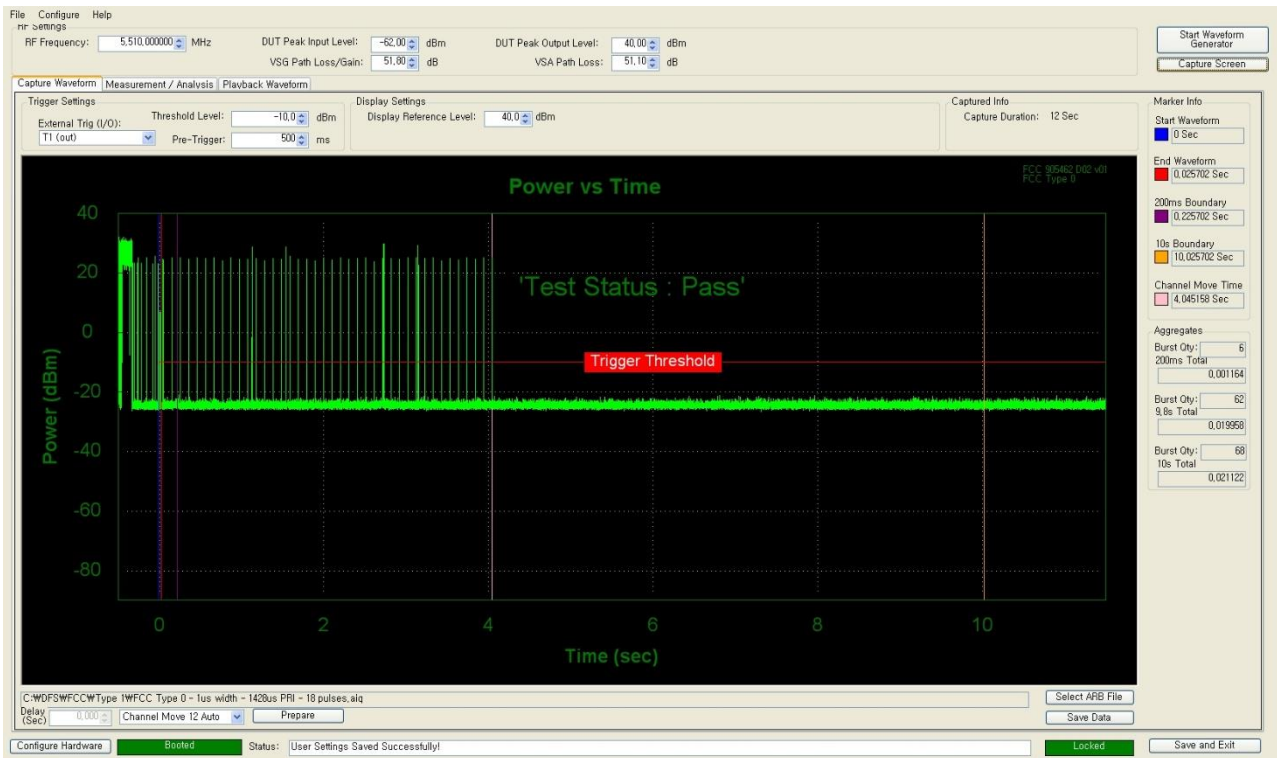 File Configure Help
RF Settings
RF Frequency: 5,510,000000 MHz DUT Peak Input Level: -62,00 dBm DUT Peak Output Level: 40,00 dBm
VSG Path Loss/Gain: 51,80 dB VSA Path Loss: 51,10 dB
Start Waveform Generator
Capture Screen
Capture Waveform Measurement / Analysis Playback Waveform
Trigger Settings
External Trig (I/O): Threshold Level: -10,0 dBm
T1 (out) Pre-Trigger: 500 ms
Display Settings
Display Reference Level: 40,0 dBm
Captured Info
Capture Duration: 12 Sec
Power vs Time
FCC 905462 D02 v01
FCC Type 0
40
20
0
-20
-40
-60
-80
Power (dBm)
'Test Status : Pass'
Trigger Threshold
0 2 4 6 8 10
Time (sec)
Marker Info
Start Waveform
0 Sec
End Waveform
0,025702 Sec
200ms Boundary
0,225702 Sec
10s Boundary
10,025702 Sec
Channel Move Time
4,045158 Sec
Aggregates
Burst Qty: 6
200ms Total
0,001164
Burst Qty: 62
9,8s Total
0,019958
Burst Qty: 68
10s Total
0,021122
C:₩DFS₩FCC₩Type 1₩FCC Type 0 - 1us width - 1428us PRI - 18 pulses,aiq
Select ARB File
Delay (Sec) 0,000 Channel Move 12 Auto Prepare
Save Data
Configure Hardware Booted Status: User Settings Saved Successfully! Locked Save and Exit